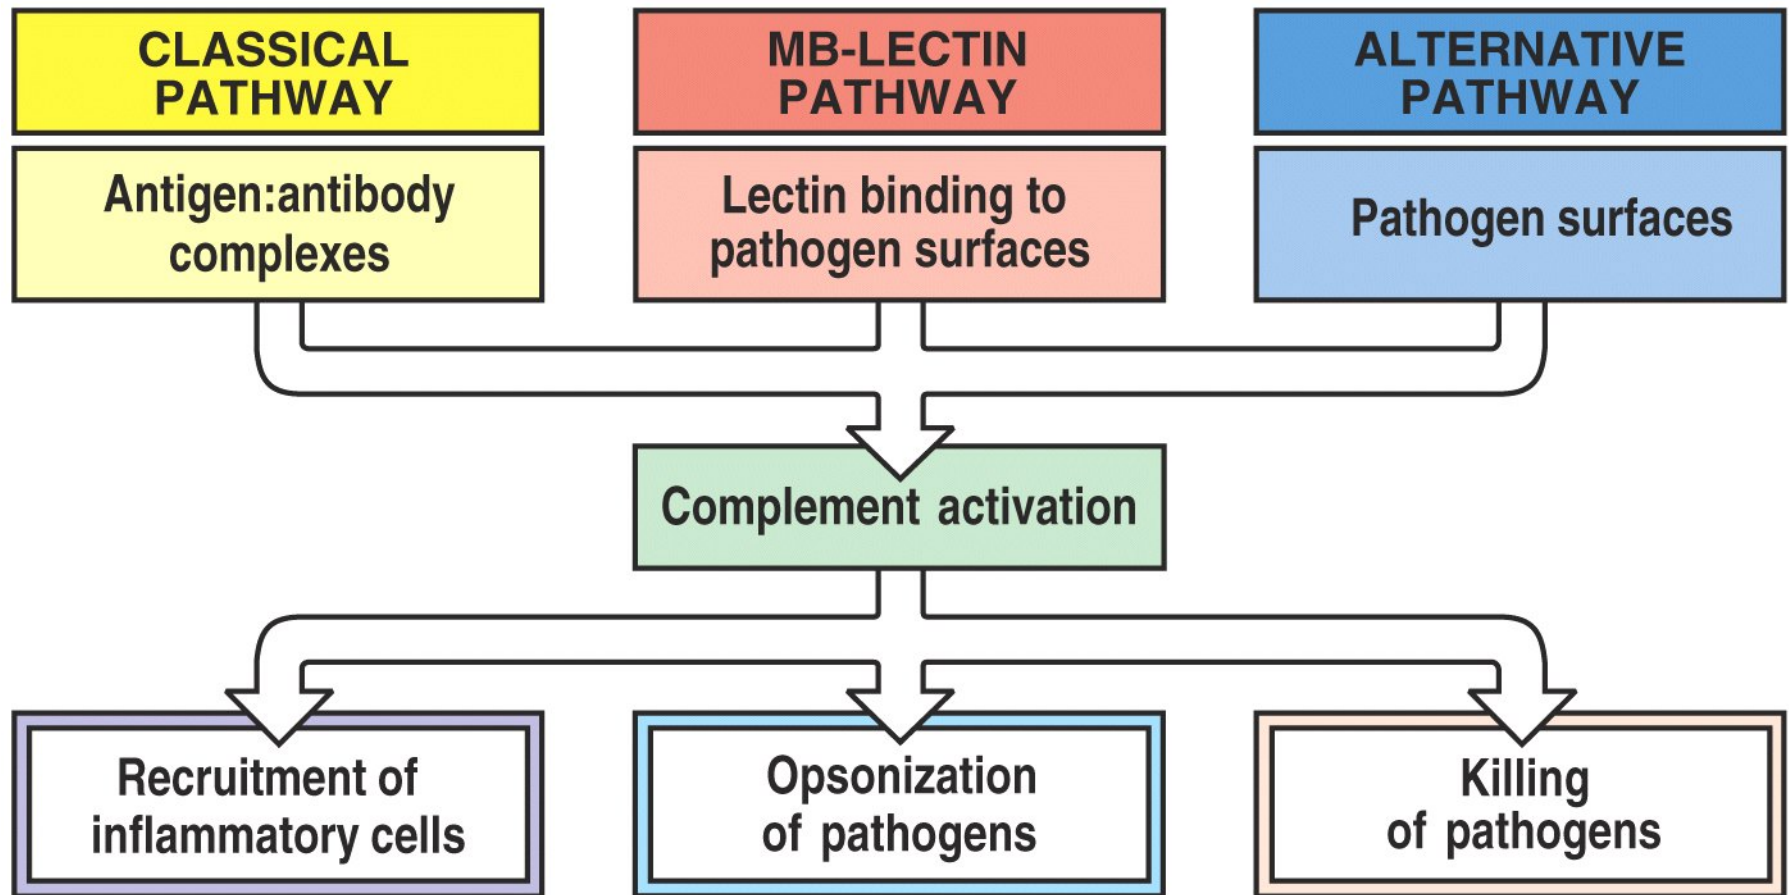 CLASSICAL
PATHWAY
Antigen:antibody
complexes
MB-LECTIN
PATHWAY
Lectin binding to
pathogen surfaces
ALTERNATIVE
PATHWAY
Pathogen surfaces
Complement activation
Recruitment of
inflammatory cells
Opsonization
of pathogens
Killing
of pathogens